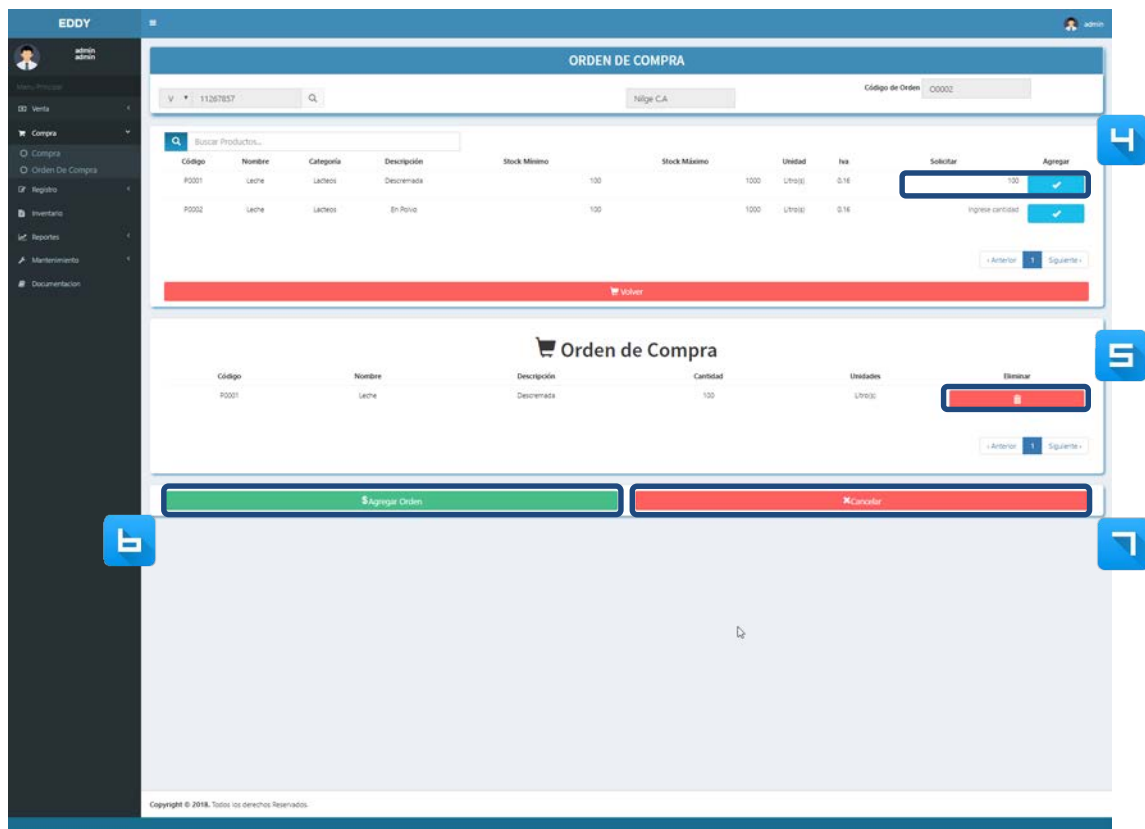 EDDY
admin
admin
admin
Menu Principal
Venta
Compra
Compra
Orden De Compra
Registro
Inventario
Reportes
Mantenimiento
Documentacion
ORDEN DE COMPRA
V 11267857 Nilge C.A Código de Orden O0002
4
Buscar Productos...
Código Nombre Categoría Descripción Stock Mínimo Stock Máximo Unidad Iva Solicitar Agregar
P0001 Leche Lacteos Descremada 100 1000 Litro(s) 0.16 100
P0002 Leche Lacteos En Polvo 100 1000 Litro(s) 0.16 Ingrese cantidad
‹ Anterior 1 Siguiente ›
Volver
Orden de Compra
5
Código Nombre Descripción Cantidad Unidades Eliminar
P0001 Leche Descremada 100 Litro(s)
‹ Anterior 1 Siguiente ›
$ Agregar Orden
Cancelar
6
7
Copyright © 2018. Todos los derechos Reservados.